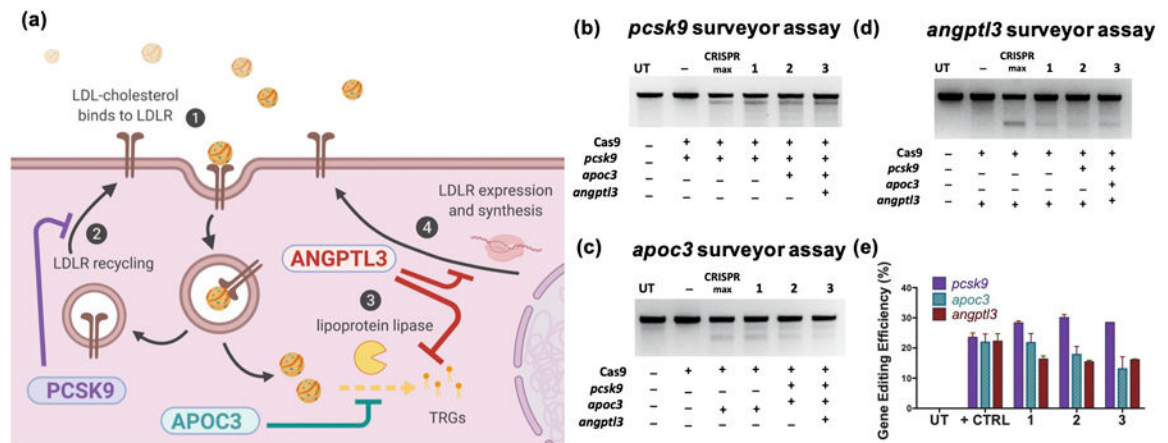 (a)
LDL-cholesterol
binds to LDLR
1
2
LDLR recycling
PCSK9
ANGPTL3
3
lipoprotein lipase
APOC3
TRGs
LDLR expression
and synthesis
4
(b) pcsk9 surveyor assay
UT – CRISPR max 1 2 3
Cas9 – + + + + +
pcsk9 – + + + + +
apoc3 – – – – + +
angptl3 – – – – – +
(c) apoc3 surveyor assay
UT – CRISPR max 1 2 3
Cas9 – + + + + +
pcsk9 – – – – + +
apoc3 – – + + + +
angptl3 – – – – – +
(d) angptl3 surveyor assay
UT – CRISPR max 1 2 3
Cas9 – + + + + +
pcsk9 – – – – + +
apoc3 – – – – – +
angptl3 – + + + + +
(e)
Gene Editing Efficiency (%)
40
30
20
10
0
pcsk9
apoc3
angptl3
UT + CTRL 1 2 3